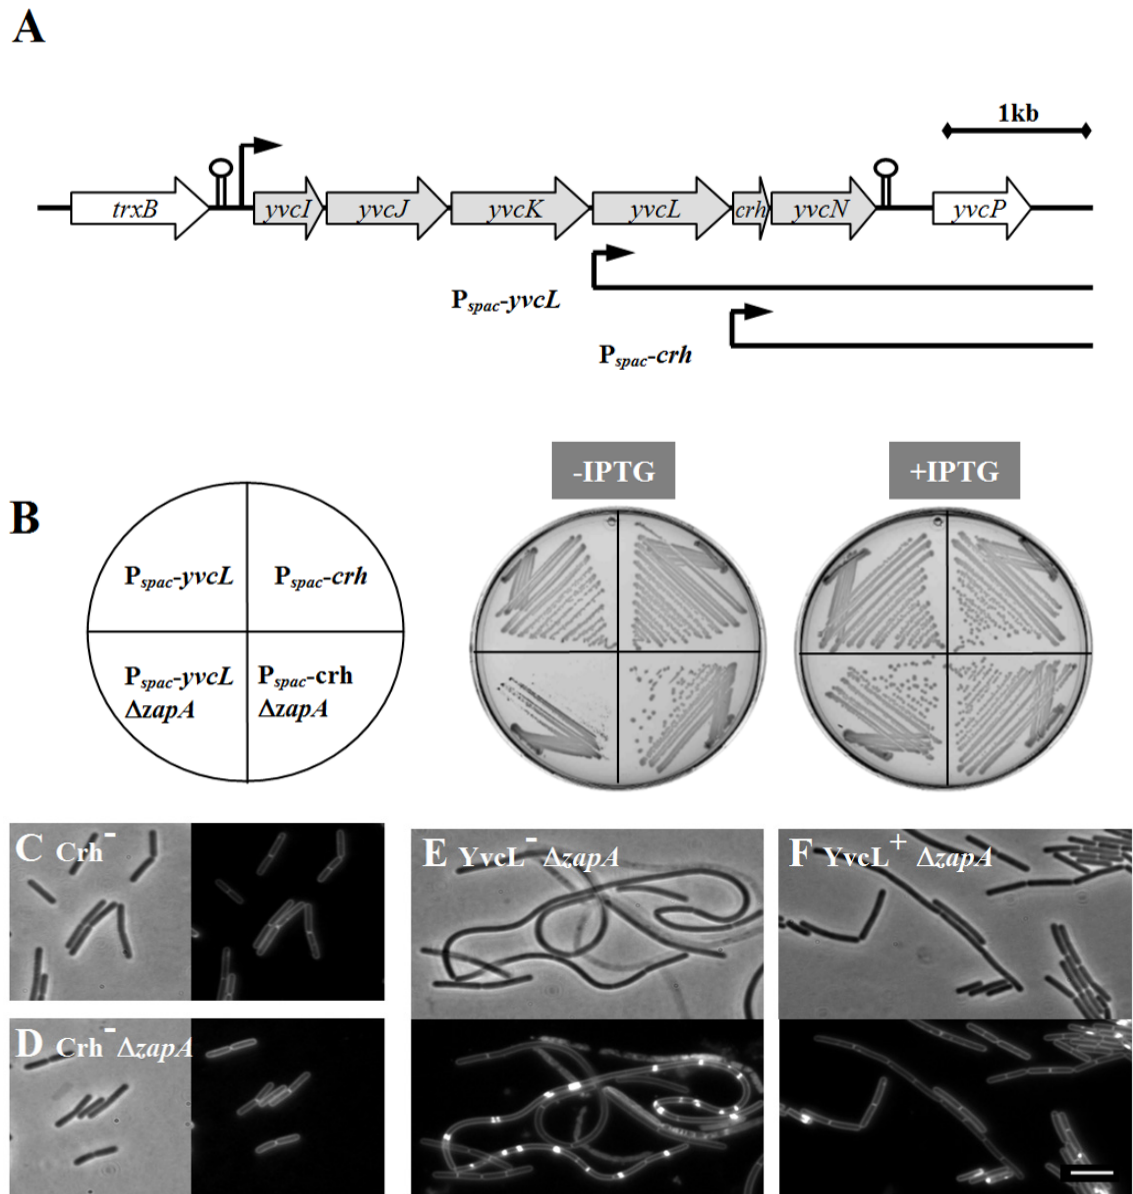 A
1kb
trxB yvcI yvcJ yvcK yvcL crh yvcN yvcP
Pspac-yvcL
Pspac-crh
-IPTG +IPTG
B
Pspac-yvcL Pspac-crh
Pspac-yvcL Pspac-crh
ΔzapA ΔzapA
C Crh- E YvcL- ΔzapA F YvcL+ ΔzapA
D Crh- ΔzapA